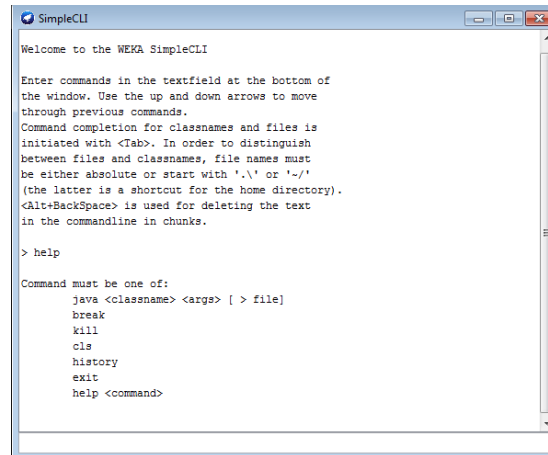 SimpleCLI
Welcome to the WEKA SimpleCLI
Enter commands in the textfield at the bottom of
the window. Use the up and down arrows to move
through previous commands.
Command completion for classnames and files is
initiated with <Tab>. In order to distinguish
between files and classnames, file names must
be either absolute or start with '.\' or '~/'
(the latter is a shortcut for the home directory).
<Alt+BackSpace> is used for deleting the text
in the commandline in chunks.
> help
Command must be one of:
java <classname> <args> [ > file]
break
kill
cls
history
exit
help <command>